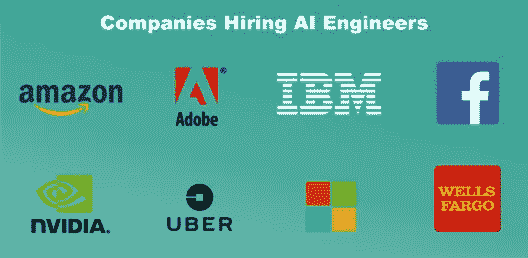 Companies Hiring AI Engineers
amazon
Adobe
IBM
f
NVIDIA.
UBER
WELLS
FARGO